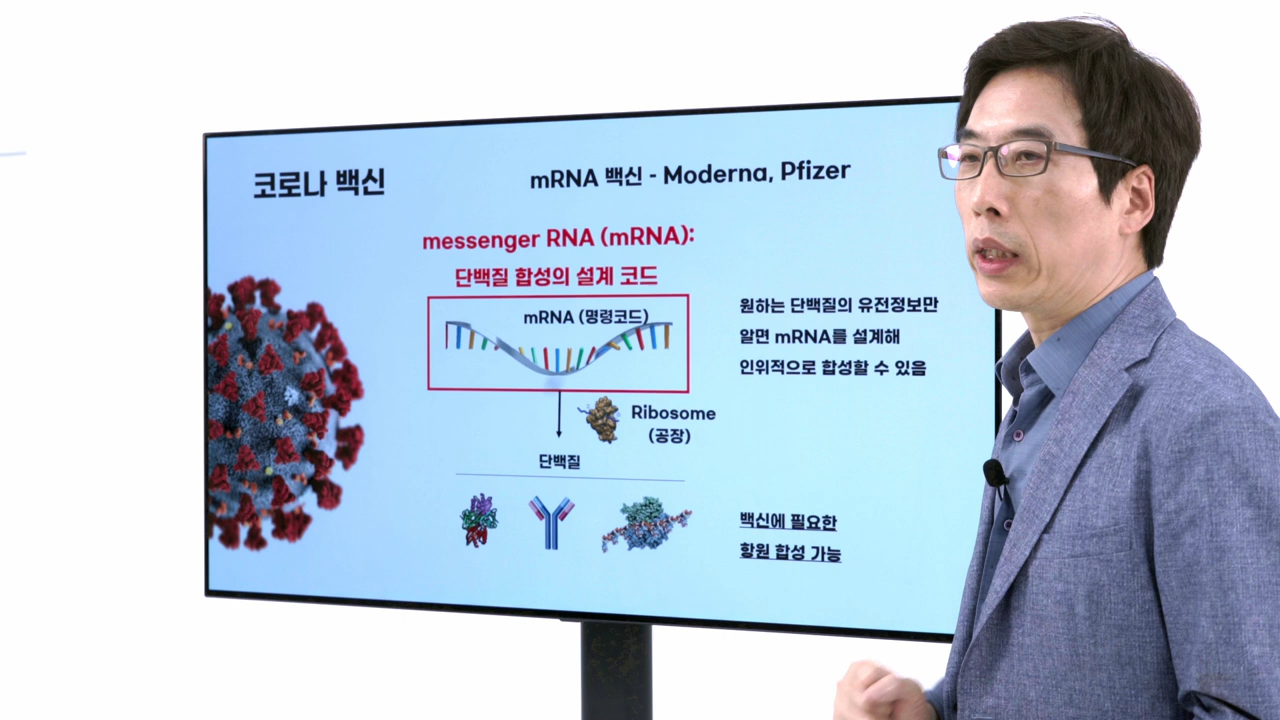 코로나 백신
mRNA 백신 - Moderna, Pfizer
messenger RNA (mRNA):
단백질 합성의 설계 코드
mRNA (명령코드)
원하는 단백질의 유전정보만
알면 mRNA를 설계해
인위적으로 합성할 수 있음
Ribosome
(공장)
단백질
백신에 필요한
항원 합성 가능